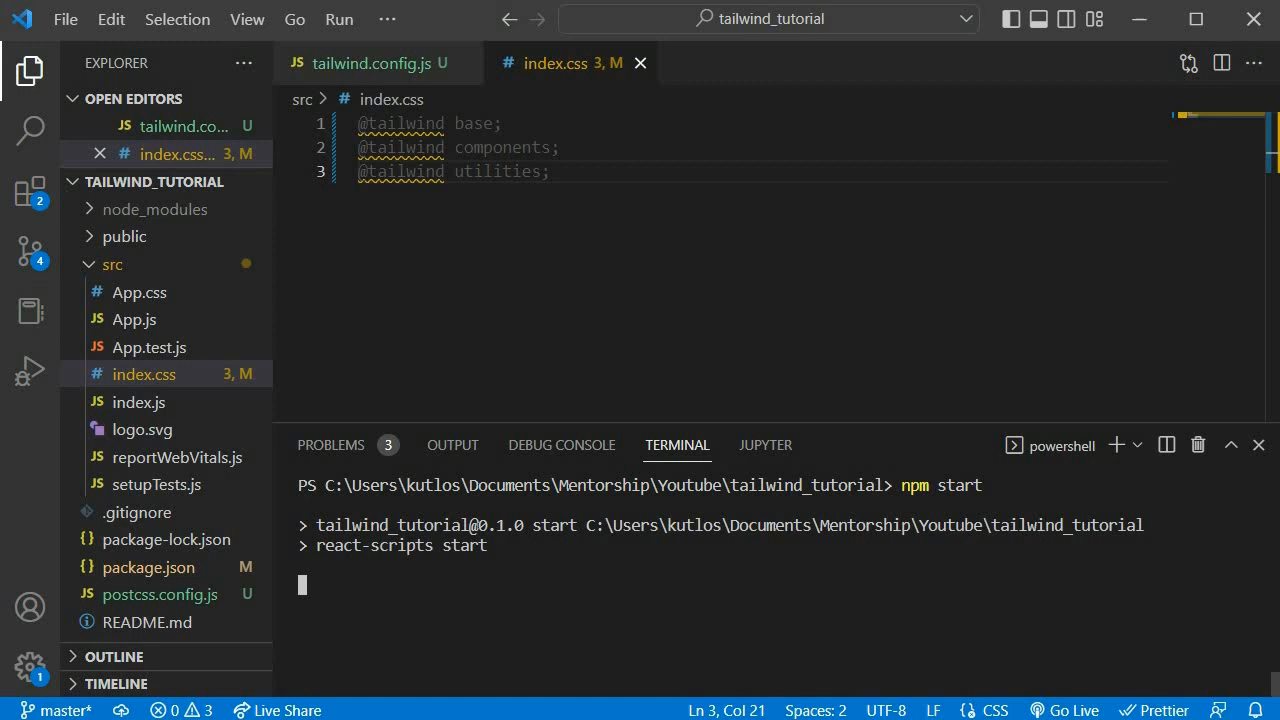 File Edit Selection View Go Run ··· tailwind_tutorial
EXPLORER ···
OPEN EDITORS
JS tailwind.co... U
# index.css... 3, M
TAILWIND_TUTORIAL
node_modules
public
src
# App.css
JS App.js
JS App.test.js
# index.css 3, M
JS index.js
logo.svg
JS reportWebVitals.js
JS setupTests.js
.gitignore
{} package-lock.json
{} package.json M
JS postcss.config.js U
README.md
OUTLINE
TIMELINE
2
4
1
JS tailwind.config.js U
# index.css 3, M
src > # index.css
1 @tailwind base;
2 @tailwind components;
3 @tailwind utilities;
PROBLEMS 3 OUTPUT DEBUG CONSOLE TERMINAL JUPYTER powershell
PS C:\Users\kutlos\Documents\Mentorship\Youtube\tailwind_tutorial> npm start
> tailwind_tutorial@0.1.0 start C:\Users\kutlos\Documents\Mentorship\Youtube\tailwind_tutorial
> react-scripts start
master* 0 3 Live Share Ln 3, Col 21 Spaces: 2 UTF-8 LF {} CSS Go Live Prettier